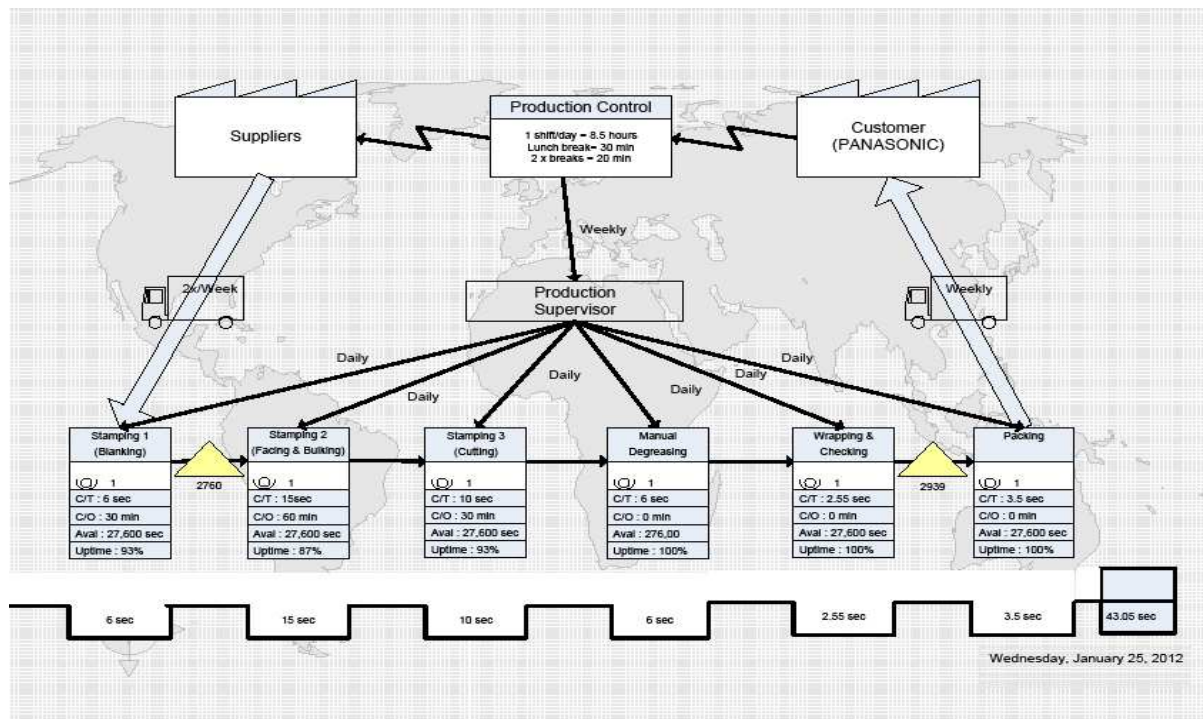 Suppliers
Production Control
1 shift/day = 8.5 hours
Lunch break= 30 min
2 x breaks = 20 min
Customer
(PANASONIC)
Weekly
2x/Week
Production
Supervisor
Weekly
Daily
Daily
Daily
Daily
Daily
Daily
Stamping 1
(Blanking)
1
C/T : 6 sec
C/O : 30 min
Aval : 27,600 sec
Uptime : 93%
2760
Stamping 2
(Facing & Bulking)
1
C/T : 15sec
C/O : 60 min
Aval : 27,600 sec
Uptime : 87%
Stamping 3
(Cutting)
1
C/T : 10 sec
C/O : 30 min
Aval : 27,600 sec
Uptime : 93%
Manual
Degreasing
1
C/T : 6 sec
C/O : 0 min
Aval : 276,00
Uptime : 100%
Wrapping &
Checking
1
C/T : 2.55 sec
C/O : 0 min
Aval : 27,600 sec
Uptime : 100%
2939
Packing
1
C/T : 3.5 sec
C/O : 0 min
Aval : 27,600 sec
Uptime : 100%
6 sec
15 sec
10 sec
6 sec
2.55 sec
3.5 sec
43.05 sec
Wednesday, January 25, 2012